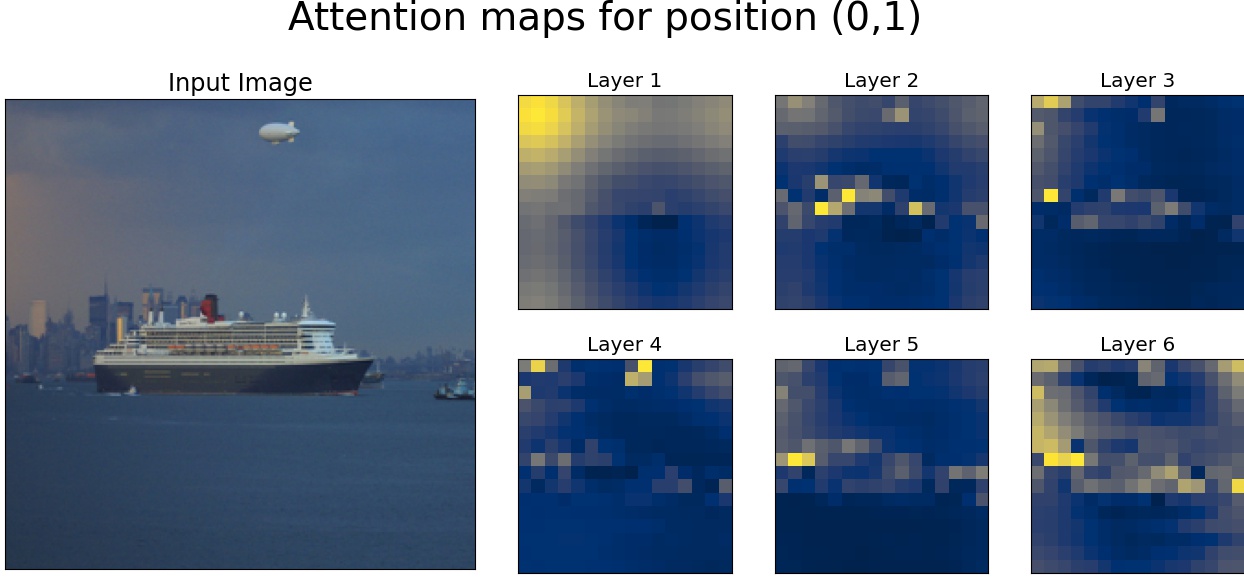 Attention maps for position (0,1)
Input Image
Layer 1
Layer 2
Layer 3
Layer 4
Layer 5
Layer 6